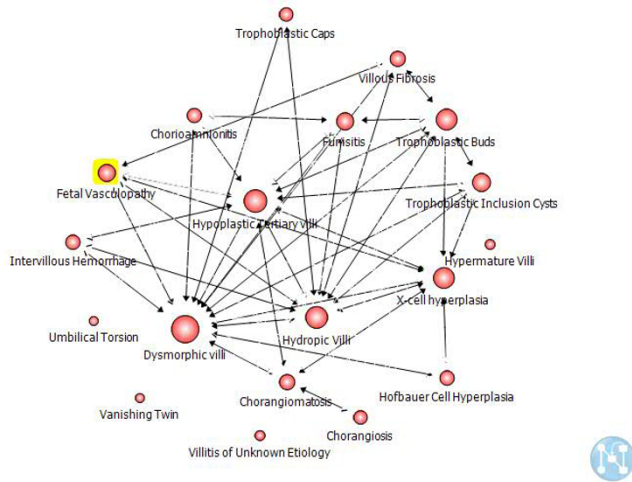 Trophoblastic Caps
Villous Fibrosis
Chorioamnionitis
Funisitis
Trophoblastic Buds
Fetal Vasculopathy
Trophoblastic Inclusion Cysts
Hypoplastic Tertiary villi
Hypermature Villi
Intervillous Hemorrhage
X-cell hyperplasia
Umbilical Torsion
Hydropic Villi
Dysmorphic villi
Hofbauer Cell Hyperplasia
Chorangiomatosis
Vanishing Twin
Chorangiosis
Villitis of Unknown Etiology
N